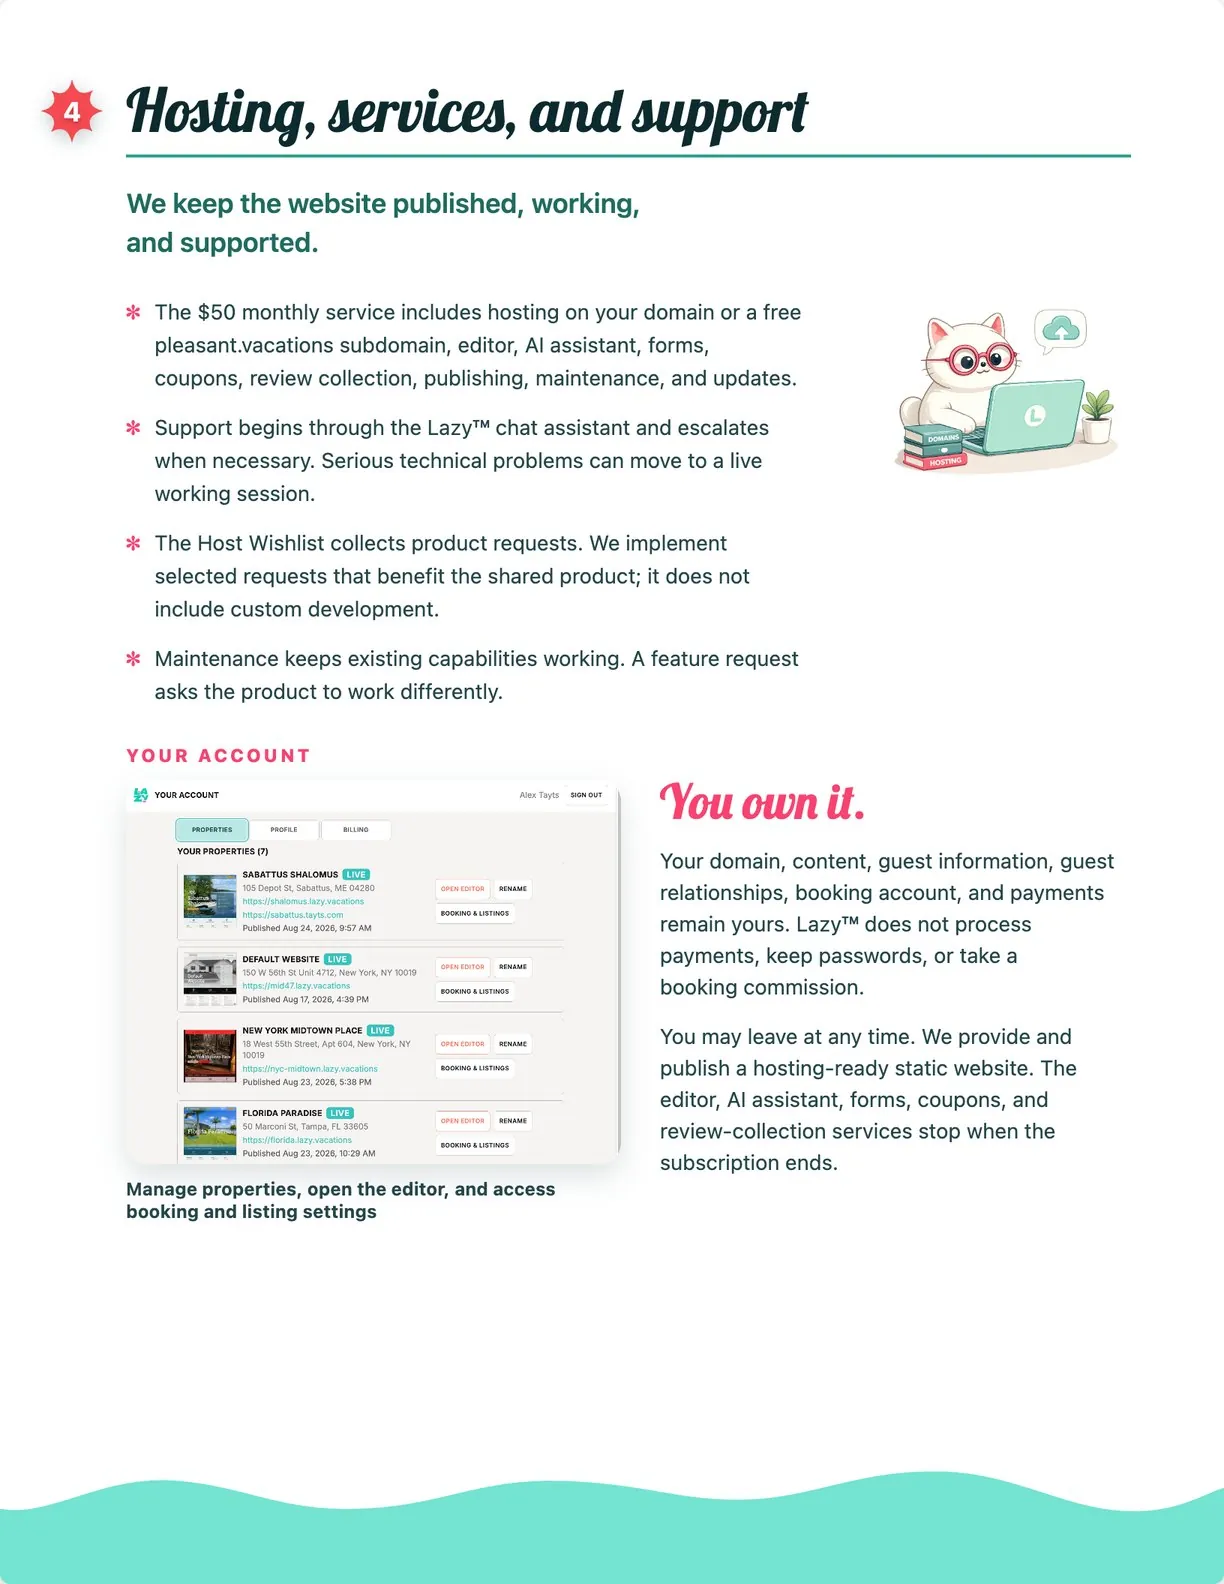 4
Hosting, services, and support
We keep the website published, working,
and supported.
✻ The $50 monthly service includes hosting on your domain or a free
pleasant.vacations subdomain, editor, AI assistant, forms,
coupons, review collection, publishing, maintenance, and updates.
✻ Support begins through the Lazy™ chat assistant and escalates
when necessary. Serious technical problems can move to a live
working session.
✻ The Host Wishlist collects product requests. We implement
selected requests that benefit the shared product; it does not
include custom development.
✻ Maintenance keeps existing capabilities working. A feature request
asks the product to work differently.
L
DOMAINS
HOSTING
YOUR ACCOUNT
LAZY YOUR ACCOUNT Alex Tayts SIGN OUT
PROPERTIES PROFILE BILLING
YOUR PROPERTIES (7)
SABATTUS SHALOMUS LIVE
105 Depot St, Sabattus, ME 04280
https://shalomus.lazy.vacations
https://sabattus.tayts.com
Published Aug 24, 2026, 9:57 AM
OPEN EDITOR RENAME
BOOKING & LISTINGS
DEFAULT WEBSITE LIVE
150 W 56th St Unit 4712, New York, NY 10019
https://mid47.lazy.vacations
Published Aug 17, 2026, 4:39 PM
OPEN EDITOR RENAME
BOOKING & LISTINGS
NEW YORK MIDTOWN PLACE LIVE
18 West 55th Street, Apt 604, New York, NY
10019
https://nyc-midtown.lazy.vacations
Published Aug 23, 2026, 5:38 PM
OPEN EDITOR RENAME
BOOKING & LISTINGS
FLORIDA PARADISE LIVE
50 Marconi St, Tampa, FL 33605
https://florida.lazy.vacations
Published Aug 23, 2026, 10:29 AM
OPEN EDITOR RENAME
BOOKING & LISTINGS
Manage properties, open the editor, and access
booking and listing settings
You own it.
Your domain, content, guest information, guest
relationships, booking account, and payments
remain yours. Lazy™ does not process
payments, keep passwords, or take a
booking commission.
You may leave at any time. We provide and
publish a hosting-ready static website. The
editor, AI assistant, forms, coupons, and
review-collection services stop when the
subscription ends.